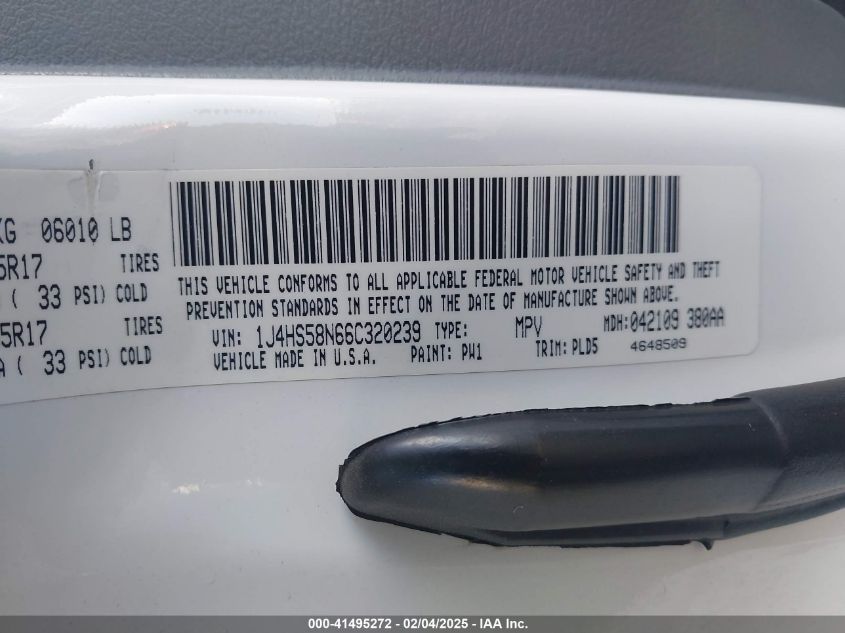 KG 06010 LB
5R17 TIRES
( 33 PSI) COLD
5R17 TIRES
A ( 33 PSI) COLD
THIS VEHICLE CONFORMS TO ALL APPLICABLE FEDERAL MOTOR VEHICLE SAFETY AND THEFT
PREVENTION STANDARDS IN EFFECT ON THE DATE OF MANUFACTURE SHOWN ABOVE.
VIN: 1J4HS58N66C320239 TYPE: MPV MDH:042109 380AA
VEHICLE MADE IN U.S.A. PAINT: PW1 TRIM: PLD5 4648509
000-41495272 - 02/04/2025 - IAA Inc.